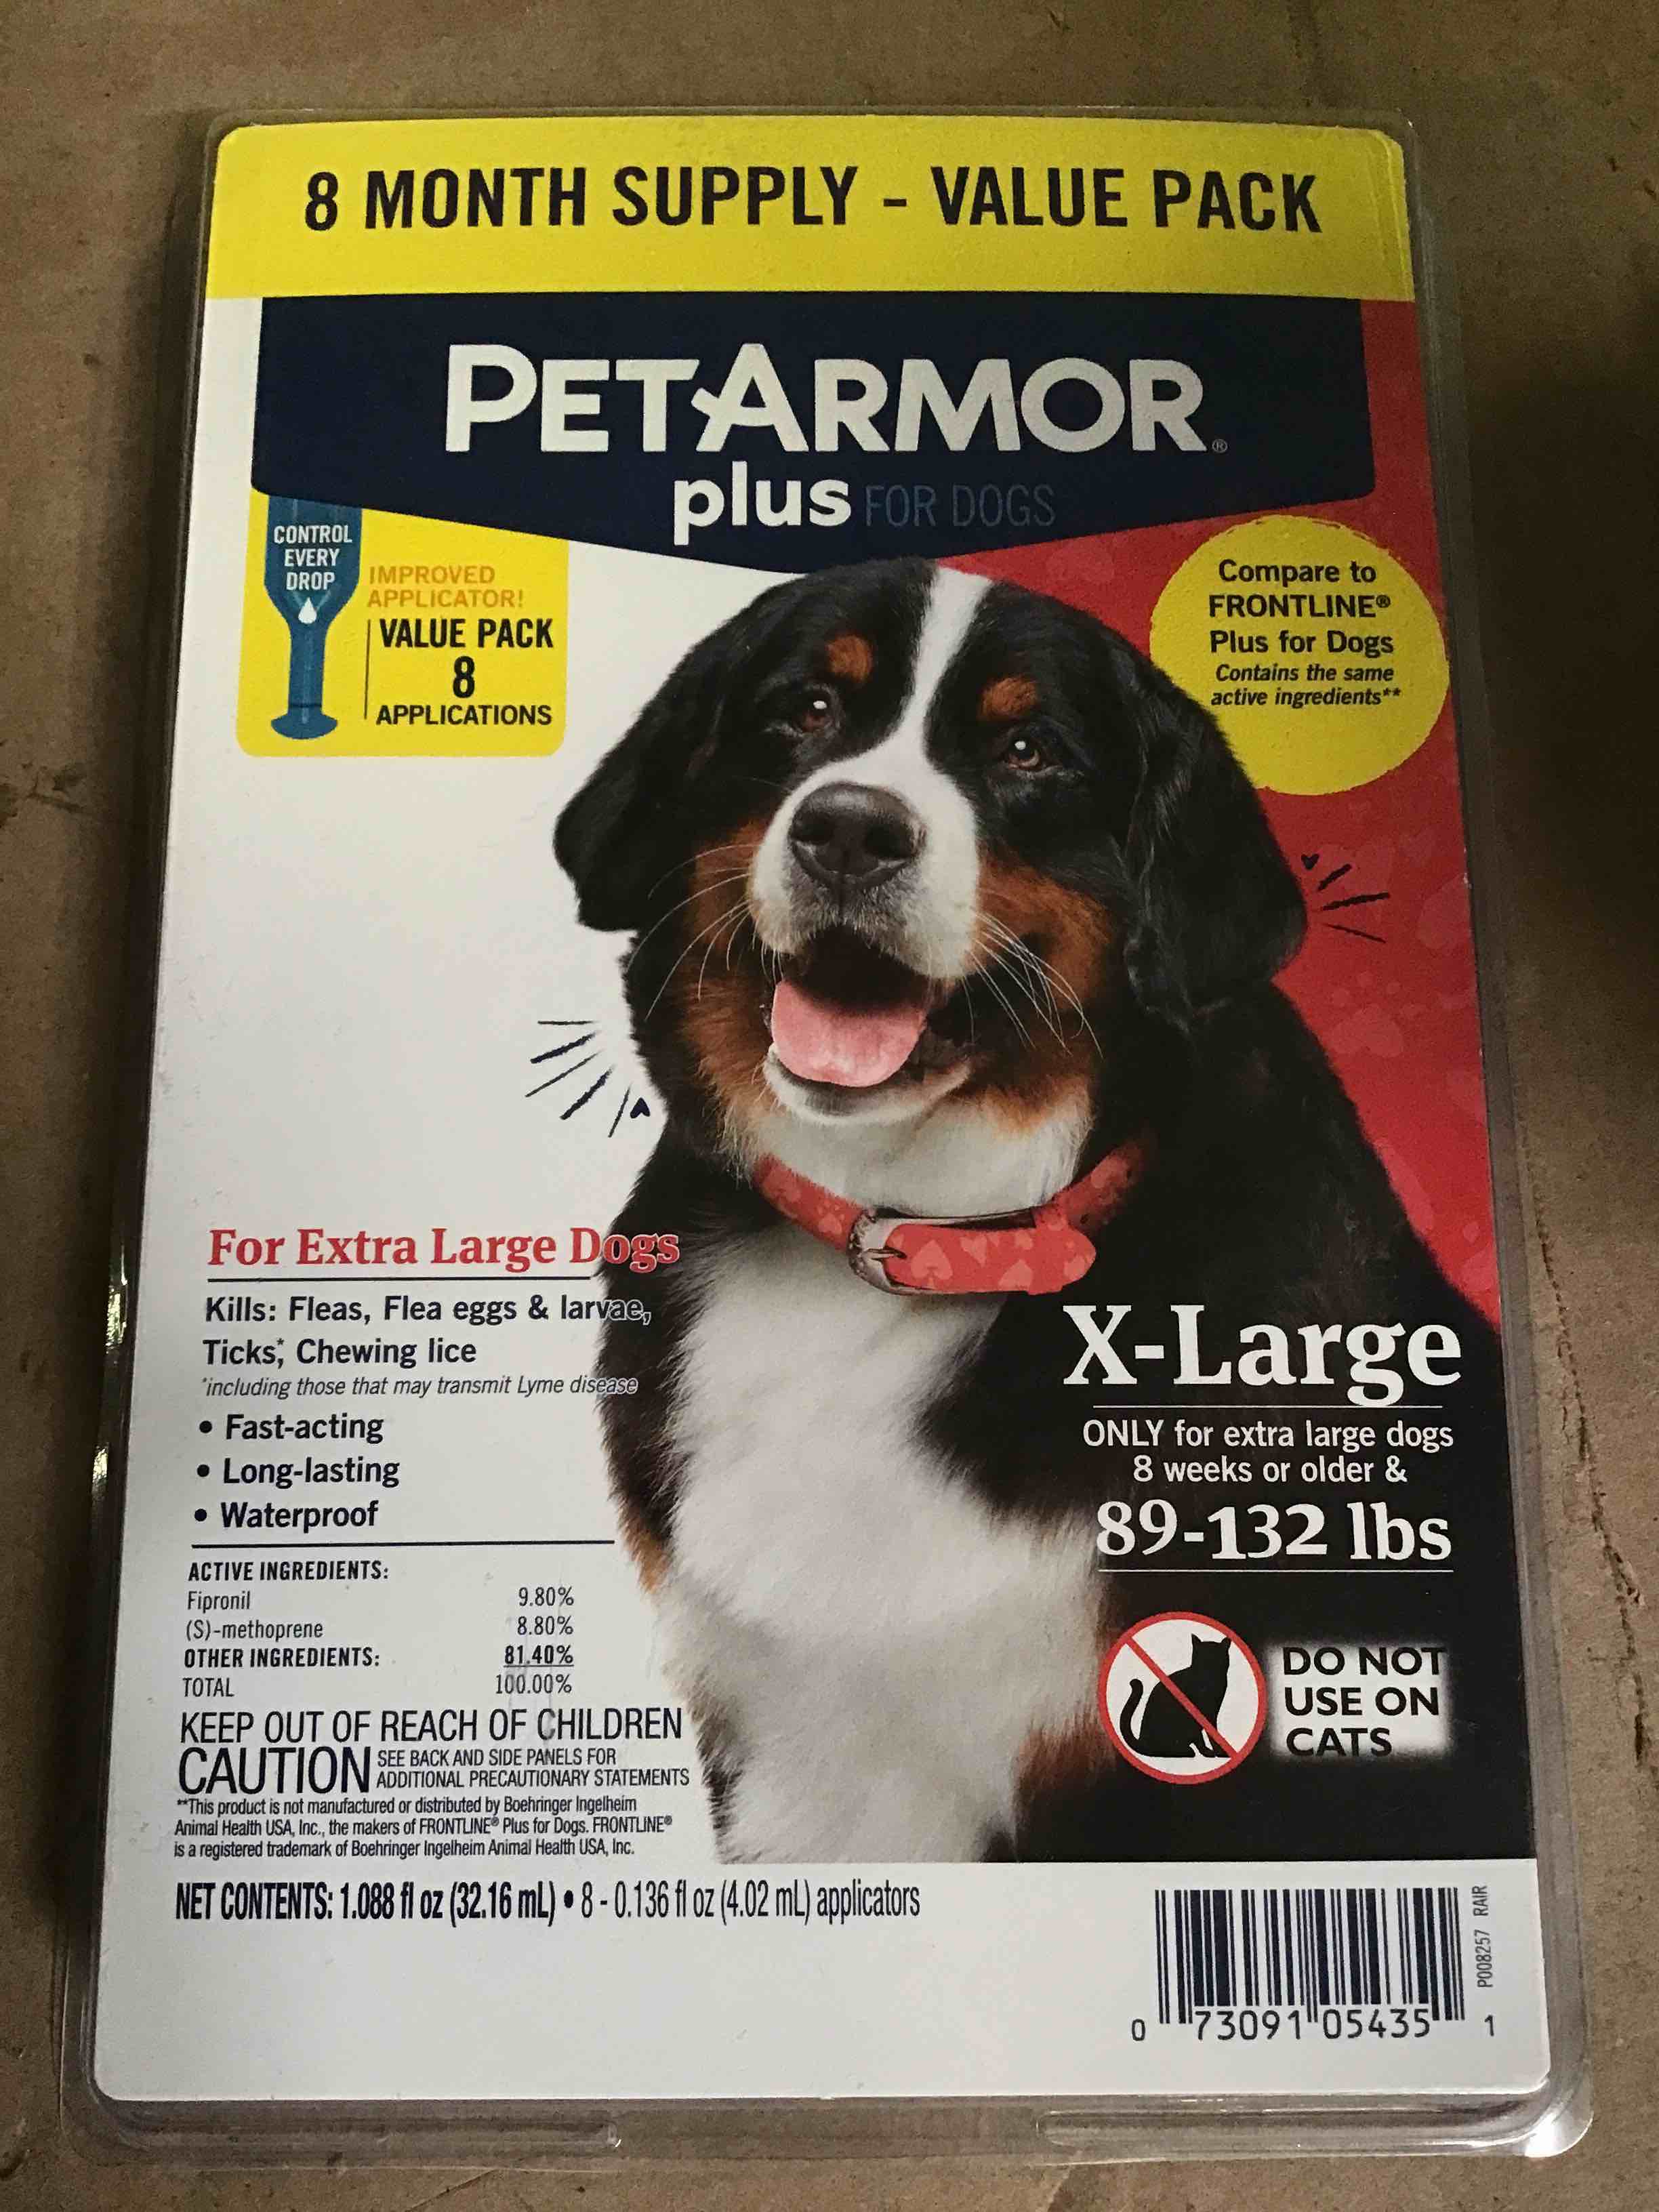 8 MONTH SUPPLY - VALUE PACK
PETARMOR®
plus FOR DOGS
CONTROL
EVERY
DROP
IMPROVED
APPLICATOR!
VALUE PACK
8
APPLICATIONS
Compare to
FRONTLINE®
Plus for Dogs
Contains the same
active ingredients**
For Extra Large Dogs
Kills: Fleas, Flea eggs & larvae,
Ticks*, Chewing lice
*including those that may transmit Lyme disease
• Fast-acting
• Long-lasting
• Waterproof
ACTIVE INGREDIENTS:
Fipronil 9.80%
(S)-methoprene 8.80%
OTHER INGREDIENTS: 81.40%
TOTAL 100.00%
KEEP OUT OF REACH OF CHILDREN
CAUTION SEE BACK AND SIDE PANELS FOR
ADDITIONAL PRECAUTIONARY STATEMENTS
**This product is not manufactured or distributed by Boehringer Ingelheim
Animal Health USA, Inc., the makers of FRONTLINE® Plus for Dogs. FRONTLINE®
is a registered trademark of Boehringer Ingelheim Animal Health USA, Inc.
X-Large
ONLY for extra large dogs
8 weeks or older &
89-132 lbs
DO NOT
USE ON
CATS
NET CONTENTS: 1.088 fl oz (32.16 mL) • 8 - 0.136 fl oz (4.02 mL) applicators
P008257 RAIR
0 73091 05435 1